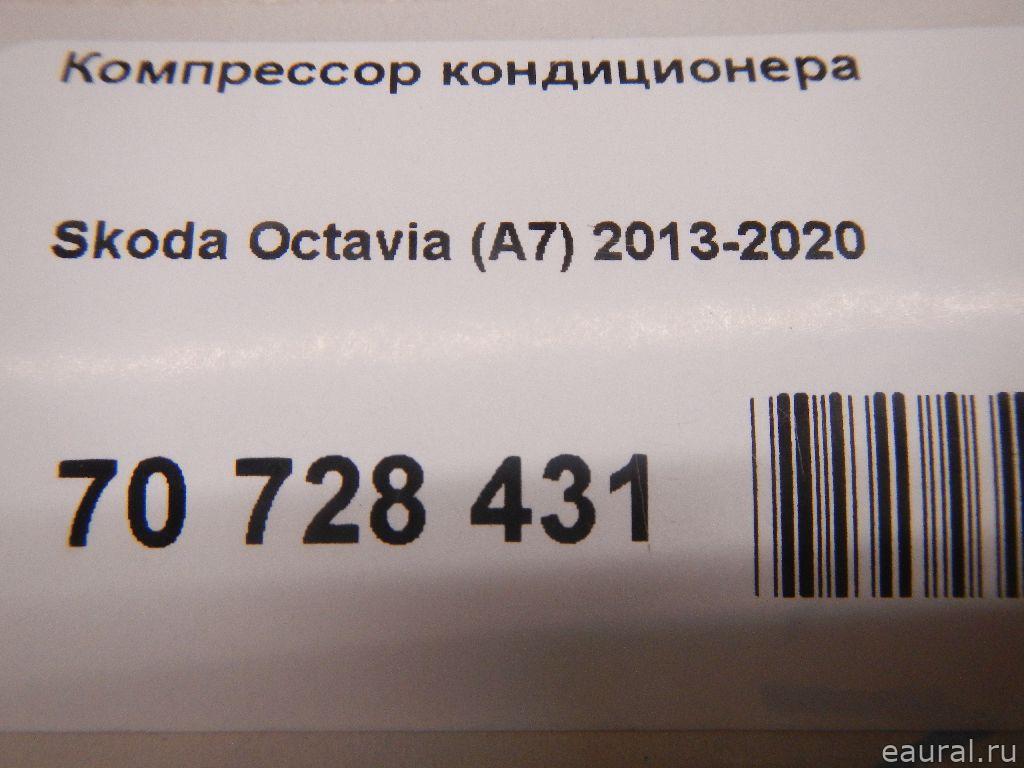 Компрессор кондиционера
Skoda Octavia (A7) 2013-2020
70 728 431
eaural.ru